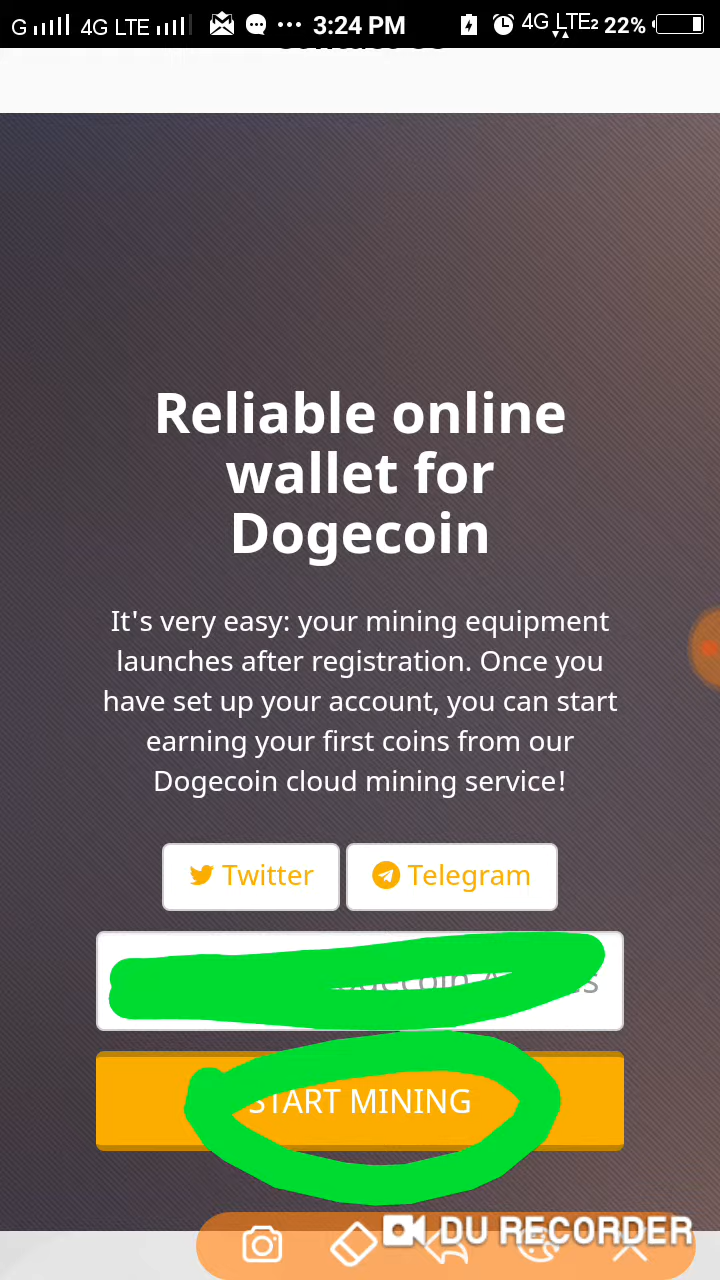 G 4G LTE 3:24 PM 4G LTE2 22%
Reliable online
wallet for
Dogecoin
It's very easy: your mining equipment
launches after registration. Once you
have set up your account, you can start
earning your first coins from our
Dogecoin cloud mining service!
Twitter Telegram
START MINING
DU RECORDER